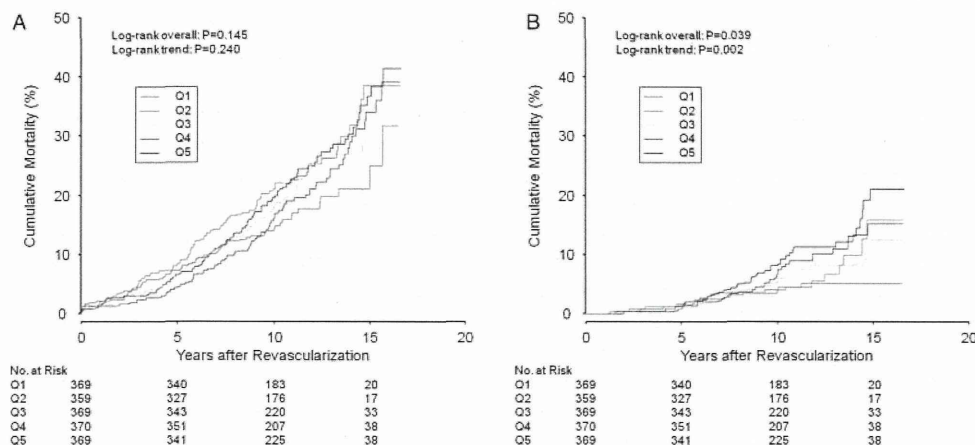 A
Log-rank overall: P=0.145
Log-rank trend: P=0.240
Q1
Q2
Q3
Q4
Q5
50
40
30
20
10
0
Cumulative Mortality (%)
0 5 10 15 20
Years after Revascularization
No. at Risk
Q1 369 340 183 20
Q2 359 327 176 17
Q3 369 343 220 33
Q4 370 351 207 38
Q5 369 341 225 38
B
Log-rank overall: P=0.039
Log-rank trend: P=0.002
Q1
Q2
Q3
Q4
Q5
50
40
30
20
10
0
Cumulative Mortality (%)
0 5 10 15 20
Years after Revascularization
No. at Risk
Q1 369 340 183 20
Q2 359 327 176 17
Q3 369 343 220 33
Q4 370 351 207 38
Q5 369 341 225 38